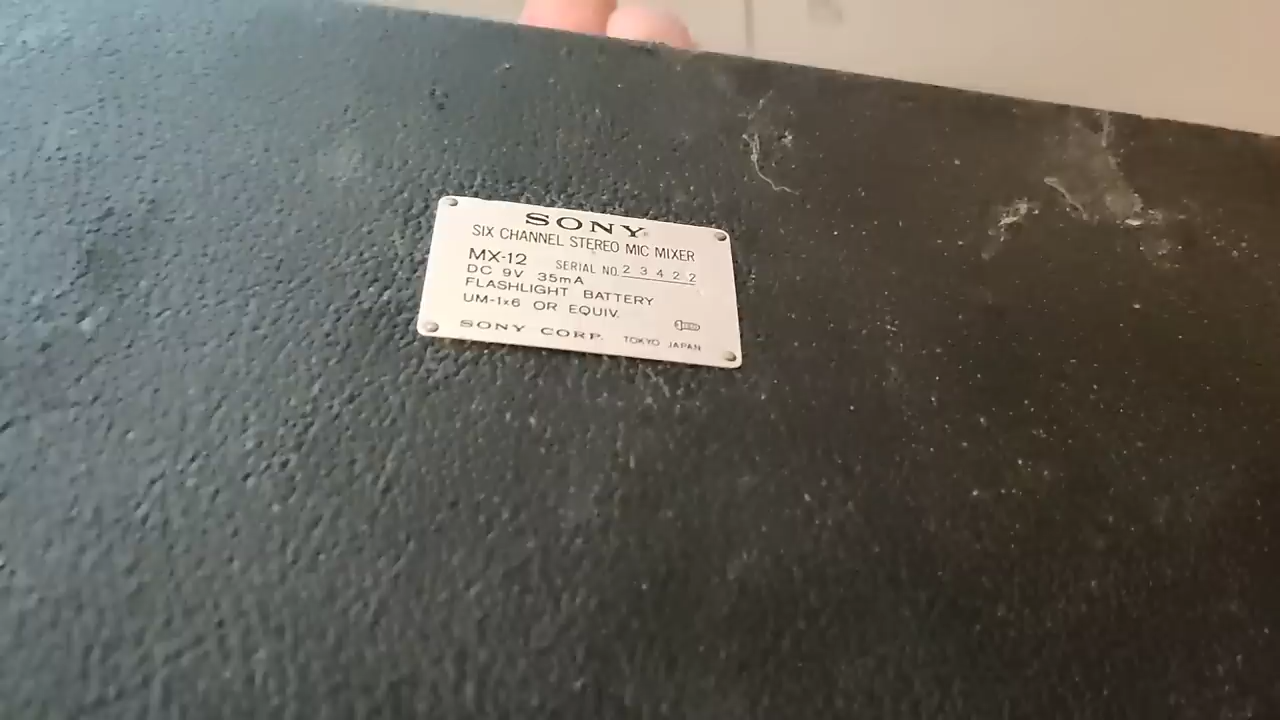 SONY®
SIX CHANNEL STEREO MIC MIXER
MX-12 SERIAL NO. 23422
DC 9V 35mA
FLASHLIGHT BATTERY
UM-1x6 OR EQUIV.
SONY CORP. TOKYO JAPAN